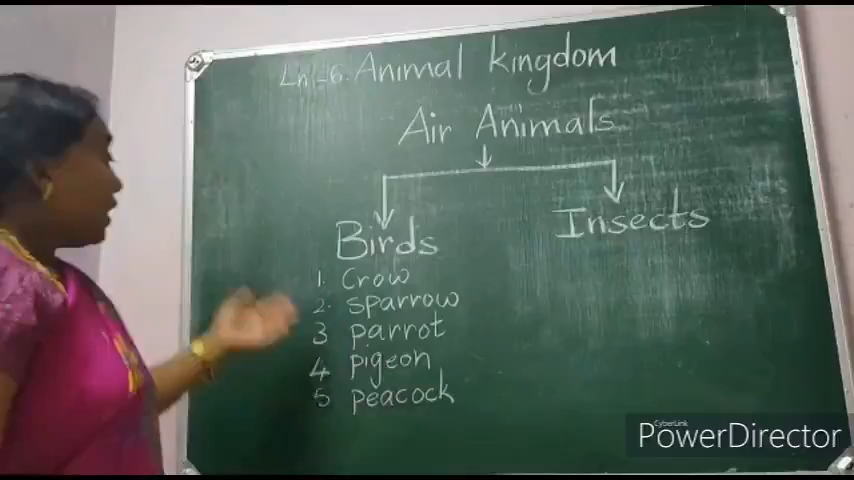 Ln-6. Animal kingdom
Air Animals
Birds
Insects
1. Crow
2. sparrow
3 parrot
4 pigeon
5 peacock
CyberLink
PowerDirector